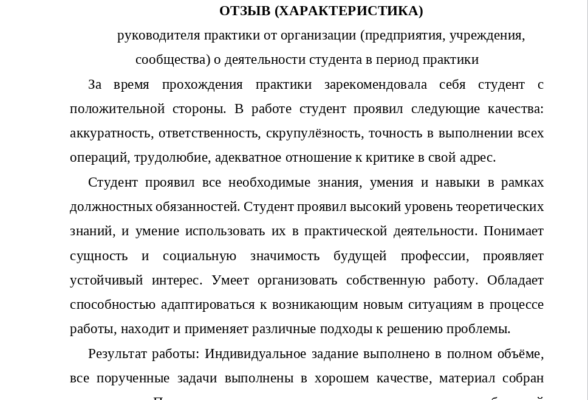 ОТЗЫВ (ХАРАКТЕРИСТИКА)
руководителя практики от организации (предприятия, учреждения,
сообщества) о деятельности студента в период практики
За время прохождения практики зарекомендовала себя студент с
положительной стороны. В работе студент проявил следующие качества:
аккуратность, ответственность, скрупулёзность, точность в выполнении всех
операций, трудолюбие, адекватное отношение к критике в свой адрес.
Студент проявил все необходимые знания, умения и навыки в рамках
должностных обязанностей. Студент проявил высокий уровень теоретических
знаний, и умение использовать их в практической деятельности. Понимает
сущность и социальную значимость будущей профессии, проявляет
устойчивый интерес. Умеет организовать собственную работу. Обладает
способностью адаптироваться к возникающим новым ситуациям в процессе
работы, находит и применяет различные подходы к решению проблемы.
Результат работы: Индивидуальное задание выполнено в полном объёме,
все порученные задачи выполнены в хорошем качестве, материал собран